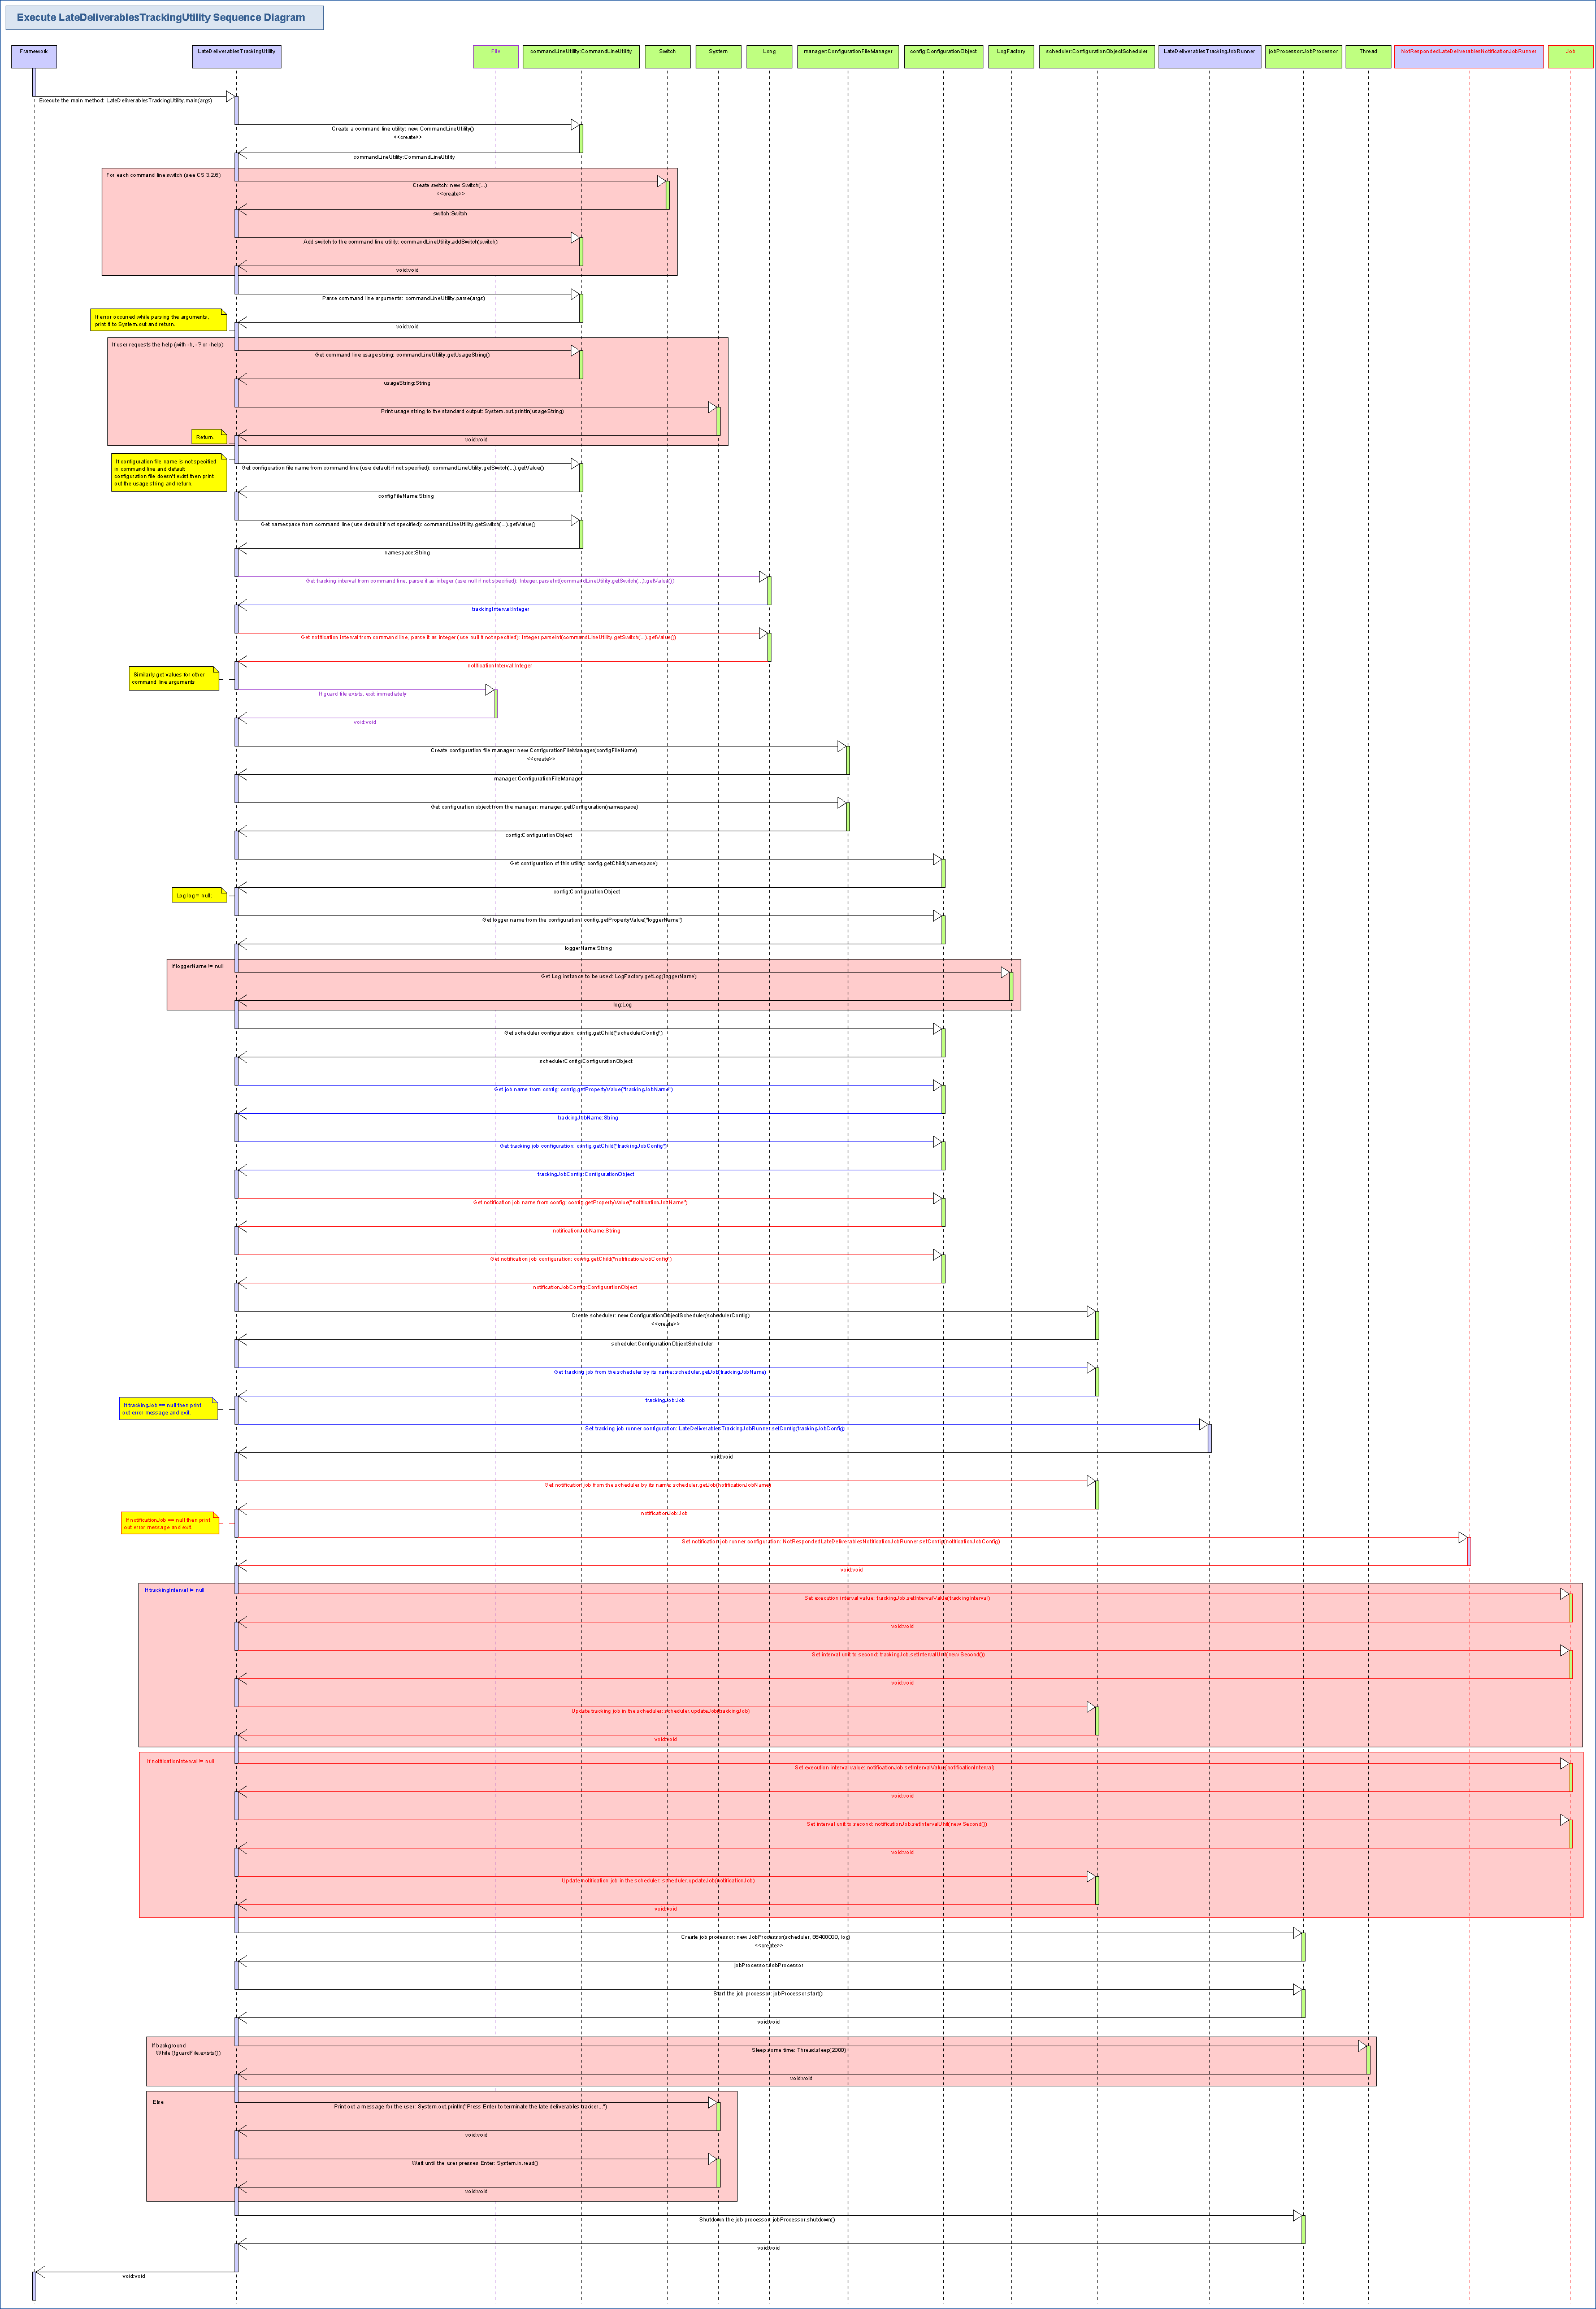 Execute LateDeliverablesTrackingUtility Sequence Diagram
Framework
LateDeliverablesTrackingUtility
File
commandLineUtility:CommandLineUtility
Switch
System
Long
manager:ConfigurationFileManager
config:ConfigurationObject
LogFactory
scheduler:ConfigurationObjectScheduler
LateDeliverablesTrackingJobRunner
jobProcessor:JobProcessor
Thread
NotRespondedLateDeliverablesNotificationJobRunner
Job
Execute the main method: LateDeliverablesTrackingUtility.main(args)
Create a command line utility: new CommandLineUtility()
<<create>>
commandLineUtility:CommandLineUtility
For each command line switch (see CS 3.2.6)
Create switch: new Switch(...)
<<create>>
switch:Switch
Add switch to the command line utility: commandLineUtility.addSwitch(switch)
void:void
Parse command line arguments: commandLineUtility.parse(args)
If error occurred while parsing the arguments,
print it to System.out and return.
void:void
If user requests the help (with -h, -? or -help)
Get command line usage string: commandLineUtility.getUsageString()
usageString:String
Print usage string to the standard output: System.out.println(usageString)
Return.
void:void
If configuration file name is not specified
in command line and default
configuration file doesn't exist then print
out the usage string and return.
Get configuration file name from command line (use default if not specified): commandLineUtility.getSwitch(...).getValue()
configFileName:String
Get namespace from command line (use default if not specified): commandLineUtility.getSwitch(...).getValue()
namespace:String
Get tracking interval from command line, parse it as integer (use null if not specified): Integer.parseInt(commandLineUtility.getSwitch(...).getValue())
trackingInterval:Integer
Get notification interval from command line, parse it as integer (use null if not specified): Integer.parseInt(commandLineUtility.getSwitch(...).getValue())
notificationInterval:Integer
Similarly get values for other
command line arguments
If guard file exists, exit immediately
void:void
Create configuration file manager: new ConfigurationFileManager(configFileName)
<<create>>
manager:ConfigurationFileManager
Get configuration object from the manager: manager.getConfiguration(namespace)
config:ConfigurationObject
Get configuration of this utility: config.getChild(namespace)
config:ConfigurationObject
Log log = null;
Get logger name from the configuration: config.getPropertyValue("loggerName")
loggerName:String
If loggerName != null
Get Log instance to be used: LogFactory.getLog(loggerName)
log:Log
Get scheduler configuration: config.getChild("schedulerConfig")
schedulerConfig:ConfigurationObject
Get job name from config: config.getPropertyValue("trackingJobName")
trackingJobName:String
Get tracking job configuration: config.getChild("trackingJobConfig")
trackingJobConfig:ConfigurationObject
Get notification job name from config: config.getPropertyValue("notificationJobName")
notificationJobName:String
Get notification job configuration: config.getChild("notificationJobConfig")
notificationJobConfig:ConfigurationObject
Create scheduler: new ConfigurationObjectScheduler(schedulerConfig)
<<create>>
scheduler:ConfigurationObjectScheduler
Get tracking job from the scheduler by its name: scheduler.getJob(trackingJobName)
trackingJob:Job
If trackingJob == null then print
out error message and exit.
Set tracking job runner configuration: LateDeliverablesTrackingJobRunner.setConfig(trackingJobConfig)
void:void
Get notification job from the scheduler by its name: scheduler.getJob(notificationJobName)
notificationJob:Job
If notificationJob == null then print
out error message and exit.
Set notification job runner configuration: NotRespondedLateDeliverablesNotificationJobRunner.setConfig(notificationJobConfig)
void:void
If trackingInterval != null
Set execution interval value: trackingJob.setIntervalValue(trackingInterval)
void:void
Set interval unit to second: trackingJob.setIntervalUnit(new Second())
void:void
Update tracking job in the scheduler: scheduler.updateJob(trackingJob)
void:void
If notificationInterval != null
Set execution interval value: notificationJob.setIntervalValue(notificationInterval)
void:void
Set interval unit to second: notificationJob.setIntervalUnit(new Second())
void:void
Update notification job in the scheduler: scheduler.updateJob(notificationJob)
void:void
Create job processor: new JobProcessor(scheduler, 86400000, log)
<<create>>
jobProcessor:JobProcessor
Start the job processor: jobProcessor.start()
void:void
If background
While (!guardFile.exists())
Sleep some time: Thread.sleep(2000)
void:void
Else
Print out a message for the user: System.out.println("Press Enter to terminate the late deliverables tracker...")
void:void
Wait until the user presses Enter: System.in.read()
void:void
Shutdown the job processor: jobProcessor.shutdown()
void:void
void:void